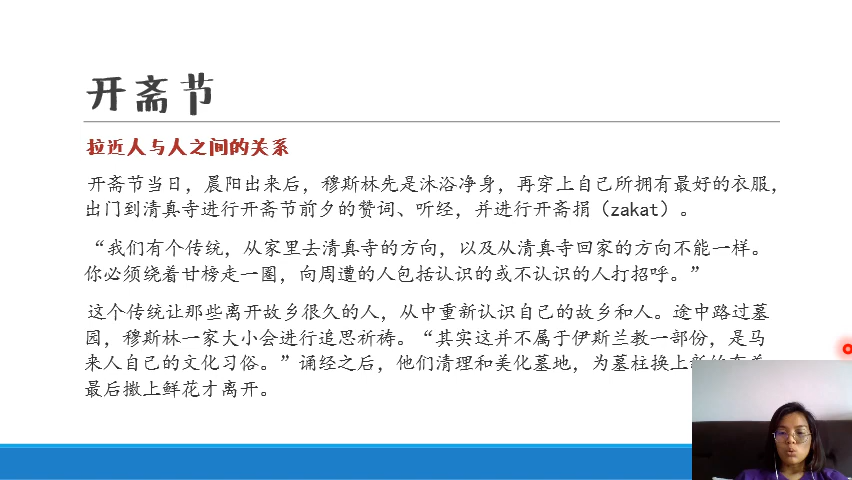 开斋节
拉近人与人之间的关系
开斋节当日，晨阳出来后，穆斯林先是沐浴净身，再穿上自己所拥有最好的衣服，
出门到清真寺进行开斋节前夕的赞词、听经，并进行开斋捐（zakat）。
“我们有个传统，从家里去清真寺的方向，以及从清真寺回家的方向不能一样。
你必须绕着甘榜走一圈，向周遭的人包括认识的或不认识的人打招呼。”
这个传统让那些离开故乡很久的人，从中重新认识自己的故乡和人。途中路过墓
园，穆斯林一家大小会进行追思祈祷。“其实这并不属于伊斯兰教一部份，是马
来人自己的文化习俗。”诵经之后，他们清理和美化墓地，为墓柱换上
最后撒上鲜花才离开。